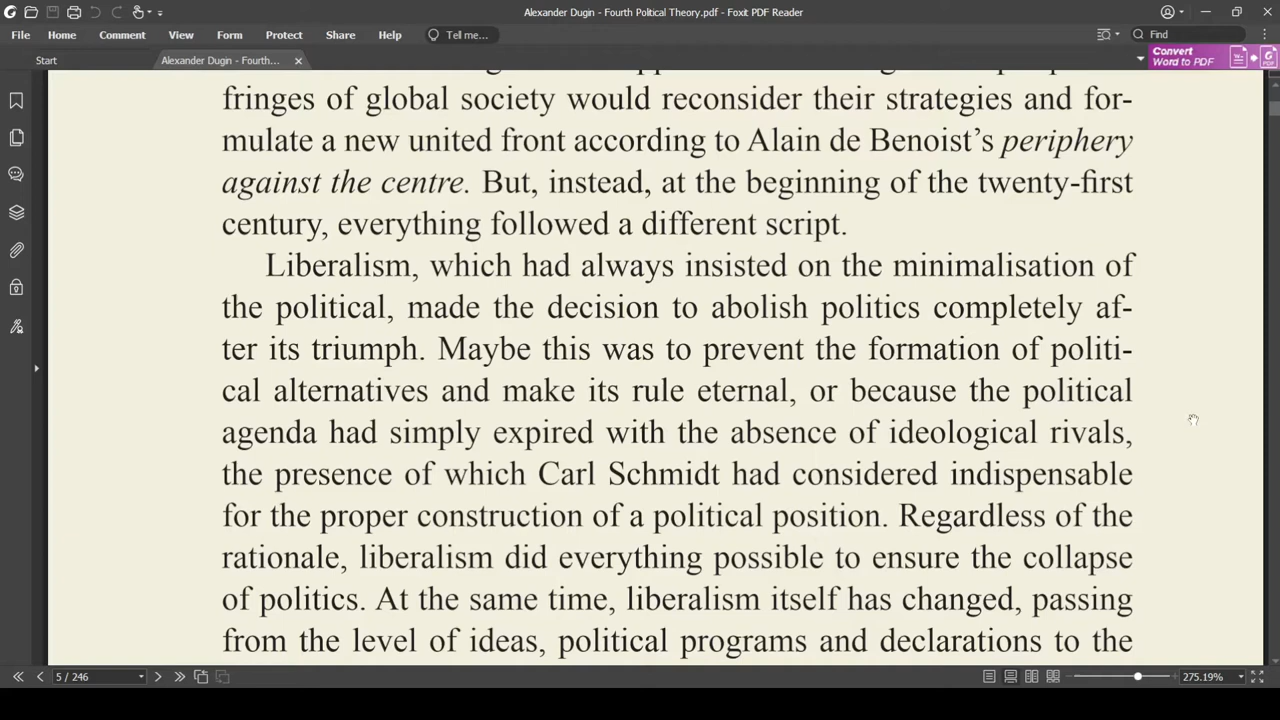 Alexander Dugin - Fourth Political Theory.pdf - Foxit PDF Reader
File Home Comment View Form Protect Share Help Tell me... Find
Start Alexander Dugin - Fourth... Convert
Word to PDF
fringes of global society would reconsider their strategies and for-
mulate a new united front according to Alain de Benoist’s periphery
against the centre. But, instead, at the beginning of the twenty-first
century, everything followed a different script.
Liberalism, which had always insisted on the minimalisation of
the political, made the decision to abolish politics completely af-
ter its triumph. Maybe this was to prevent the formation of politi-
cal alternatives and make its rule eternal, or because the political
agenda had simply expired with the absence of ideological rivals,
the presence of which Carl Schmidt had considered indispensable
for the proper construction of a political position. Regardless of the
rationale, liberalism did everything possible to ensure the collapse
of politics. At the same time, liberalism itself has changed, passing
from the level of ideas, political programs and declarations to the
5 / 246 275.19%